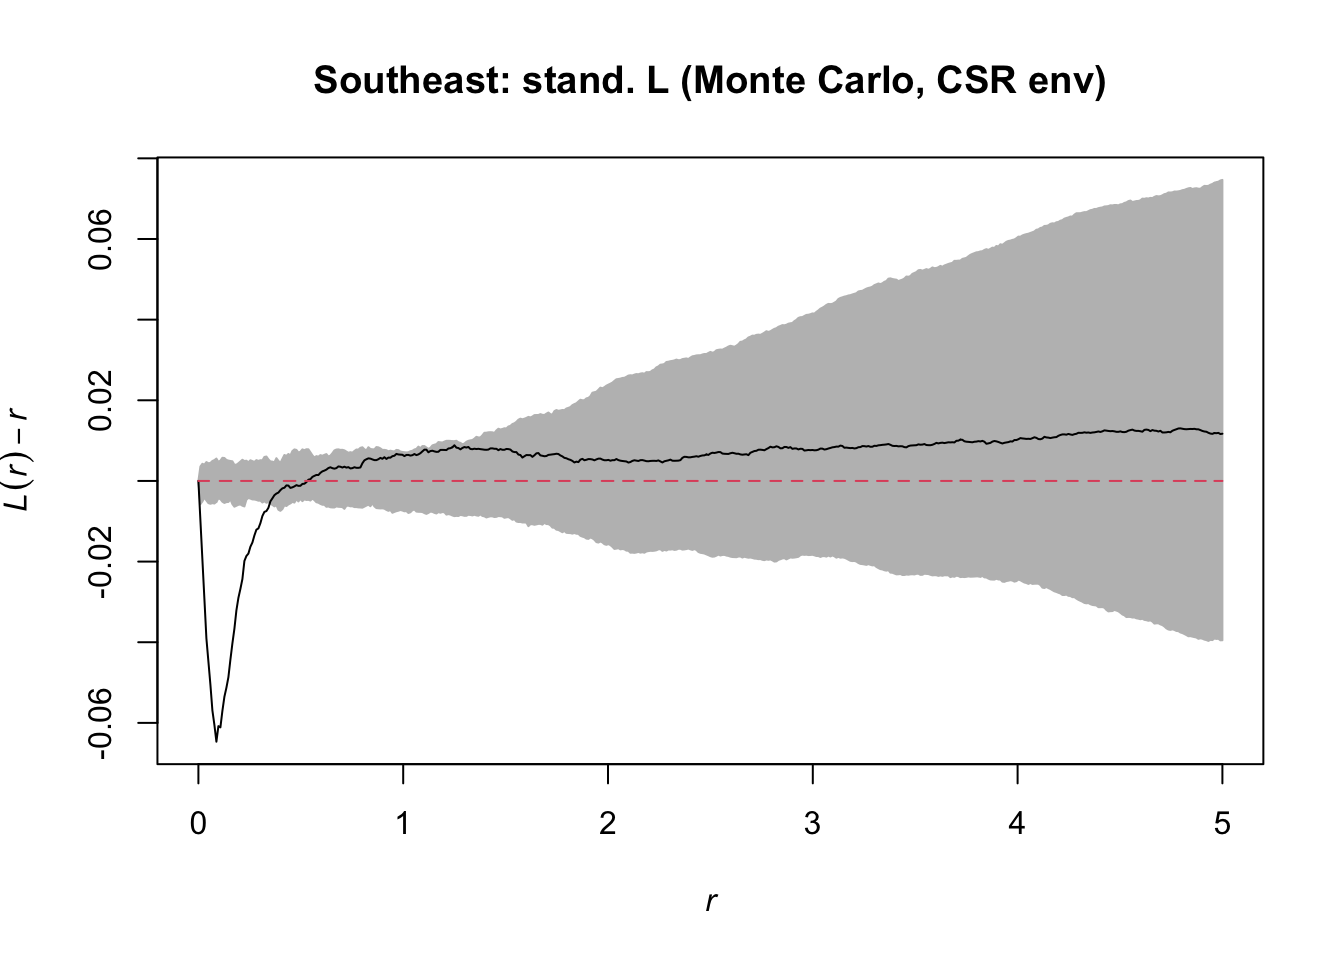 Southeast: stand. L (Monte Carlo, CSR env)
L(r) − r
0.06
0.02
-0.02
-0.06
0 1 2 3 4 5
r